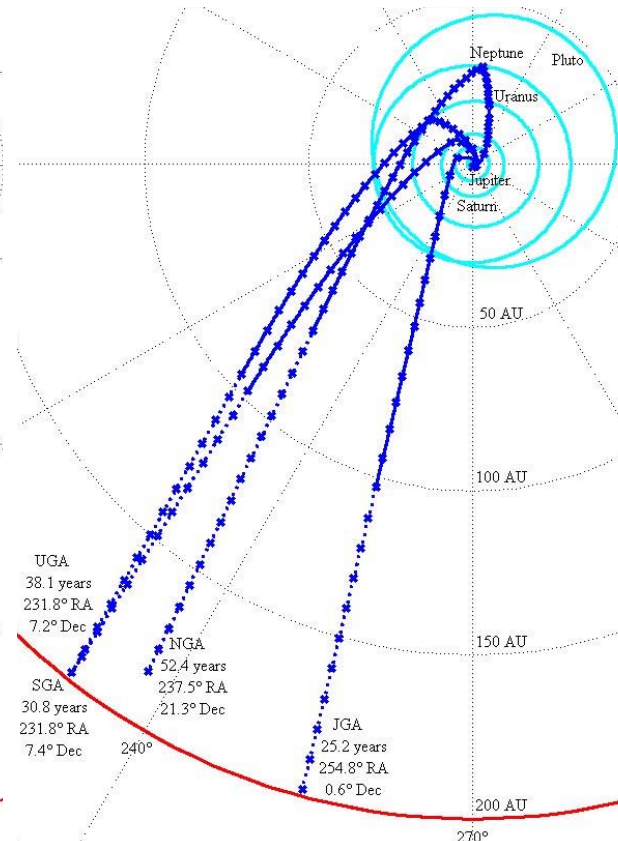 Neptune
Pluto
Uranus
Jupiter
Saturn
50 AU
100 AU
150 AU
UGA
38.1 years
231.8° RA
7.2° Dec
NGA
52.4 years
237.5° RA
21.3° Dec
SGA
30.8 years
231.8° RA
7.4° Dec
240°
JGA
25.2 years
254.8° RA
0.6° Dec
200 AU
270°